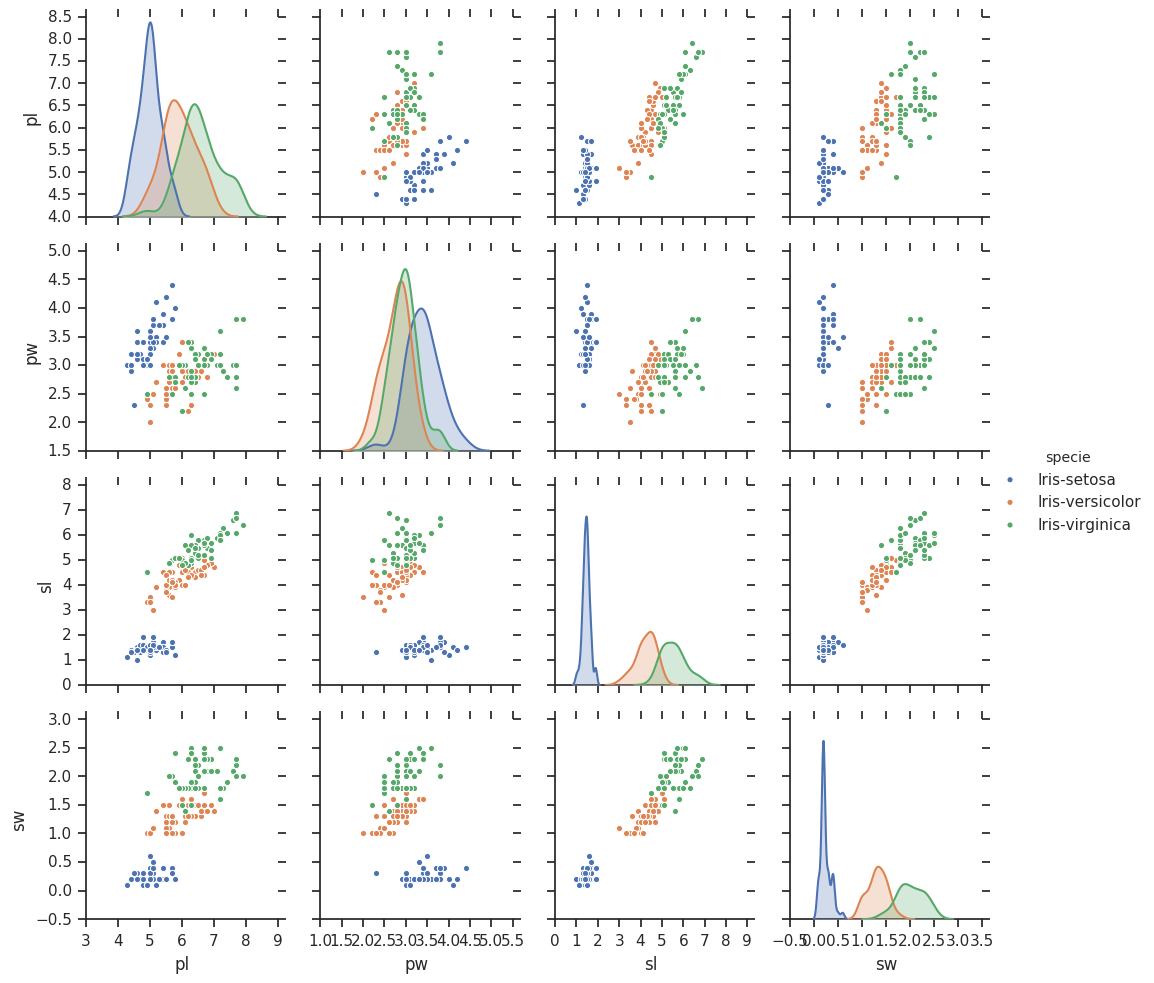 8.5
8.0
7.5
7.0
6.5
6.0
5.5
5.0
4.5
4.0
pl
5.0
4.5
4.0
3.5
3.0
2.5
2.0
1.5
pw
specie
Iris-setosa
Iris-versicolor
Iris-virginica
8
7
6
5
4
3
2
1
0
sl
3.0
2.5
2.0
1.5
1.0
0.5
0.0
−0.5
sw
3 4 5 6 7 8 9
1.0 1.5 2.0 2.5 3.0 3.5 4.0 4.5 5.0 5.5
0 1 2 3 4 5 6 7 8 9
−0.5 0.0 0.5 1.0 1.5 2.0 2.5 3.0 3.5
pl
pw
sl
sw